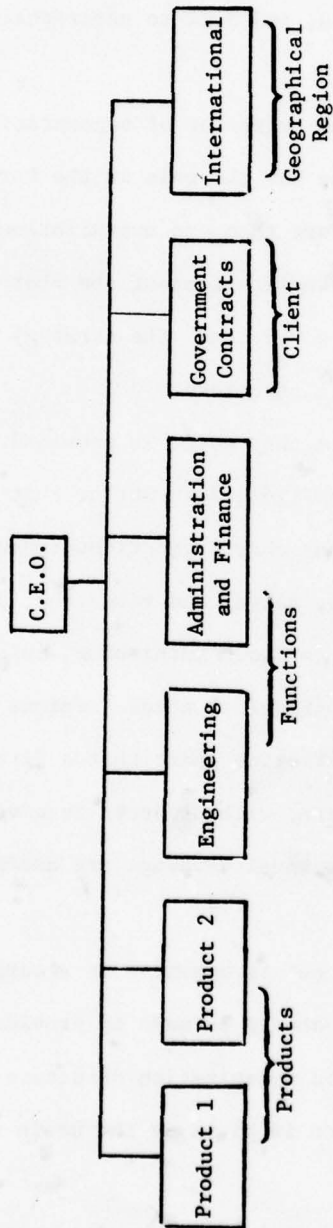 C.E.O.
Product 1
Product 2
Engineering
Administration
and Finance
Government
Contracts
International
Products
Functions
Client
Geographical
Region